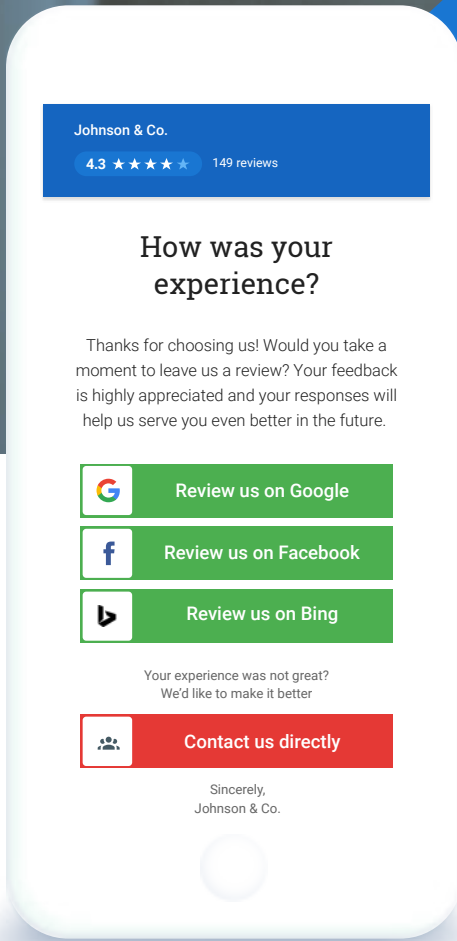 Johnson & Co.
4.3 ★★★★★ 149 reviews
How was your
experience?
Thanks for choosing us! Would you take a
moment to leave us a review? Your feedback
is highly appreciated and your responses will
help us serve you even better in the future.
Review us on Google
Review us on Facebook
Review us on Bing
Your experience was not great?
We'd like to make it better
Contact us directly
Sincerely,
Johnson & Co.